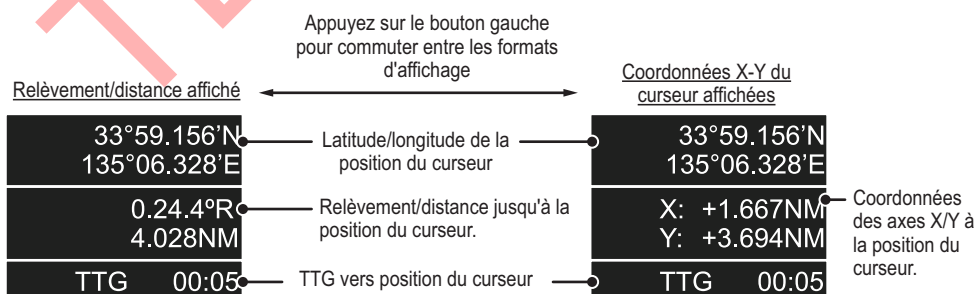 Appuyez sur le bouton gauche
pour commuter entre les formats
d'affichage
Relèvement/distance affiché
Coordonnées X-Y du
curseur affichées
33°59.156’N
135°06.328’E
Latitude/longitude de la
position du curseur
33°59.156’N
135°06.328’E
0.24.4ºR
4.028NM
Relèvement/distance jusqu'à la
position du curseur.
X: +1.667NM
Y: +3.694NM
Coordonnées
des axes X/Y à
la position du
curseur.
TTG 00:05
TTG vers position du curseur
TTG 00:05